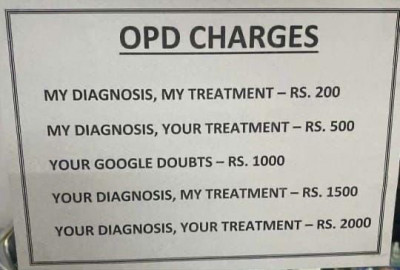 OPD CHARGES
MY DIAGNOSIS, MY TREATMENT – RS. 200
MY DIAGNOSIS, YOUR TREATMENT – RS. 500
YOUR GOOGLE DOUBTS – RS. 1000
YOUR DIAGNOSIS, MY TREATMENT – RS. 1500
YOUR DIAGNOSIS, YOUR TREATMENT – RS. 2000